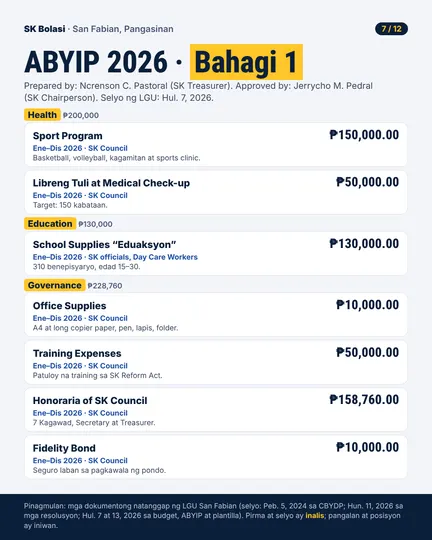 SK Bolasi · San Fabian, Pangasinan
7 / 12
ABYIP 2026 · Bahagi 1
Prepared by: Ncrenson C. Pastoral (SK Treasurer). Approved by: Jerrycho M. Pedral
(SK Chairperson). Selyo ng LGU: Hul. 7, 2026.
Health ₱200,000
Sport Program ₱150,000.00
Ene–Dis 2026 · SK Council
Basketball, volleyball, kagamitan at sports clinic.
Libreng Tuli at Medical Check-up ₱50,000.00
Ene–Dis 2026 · SK Council
Target: 150 kabataan.
Education ₱130,000
School Supplies “Eduaksyon” ₱130,000.00
Ene–Dis 2026 · SK officials, Day Care Workers
310 benepisyaryo, edad 15–30.
Governance ₱228,760
Office Supplies ₱10,000.00
Ene–Dis 2026 · SK Council
A4 at long copier paper, pen, lapis, folder.
Training Expenses ₱50,000.00
Ene–Dis 2026 · SK Council
Patuloy na training sa SK Reform Act.
Honoraria of SK Council ₱158,760.00
Ene–Dis 2026 · SK Council
7 Kagawad, Secretary at Treasurer.
Fidelity Bond ₱10,000.00
Ene–Dis 2026 · SK Council
Seguro laban sa pagkawala ng pondo.
Pinagmulan: mga dokumentong natanggap ng LGU San Fabian (selyo: Peb. 5, 2024 sa CBYDP; Hun. 11, 2026 sa
mga resolusyon; Hul. 7 at 13, 2026 sa budget, ABYIP at plantilla). Pirma at selyo ay inalis; pangalan at posisyon
ay iniwan.